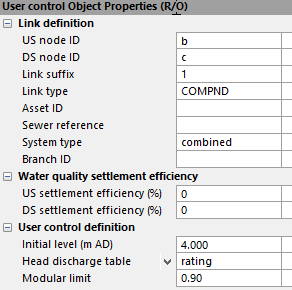 User control Object Properties (R/O)
Link definition
US node ID b
DS node ID c
Link suffix 1
Link type COMPND
Asset ID
Sewer reference
System type combined
Branch ID
Water quality settlement efficiency
US settlement efficiency (%) 0
DS settlement efficiency (%) 0
User control definition
Initial level (m AD) 4.000
Head discharge table rating
Modular limit 0.90